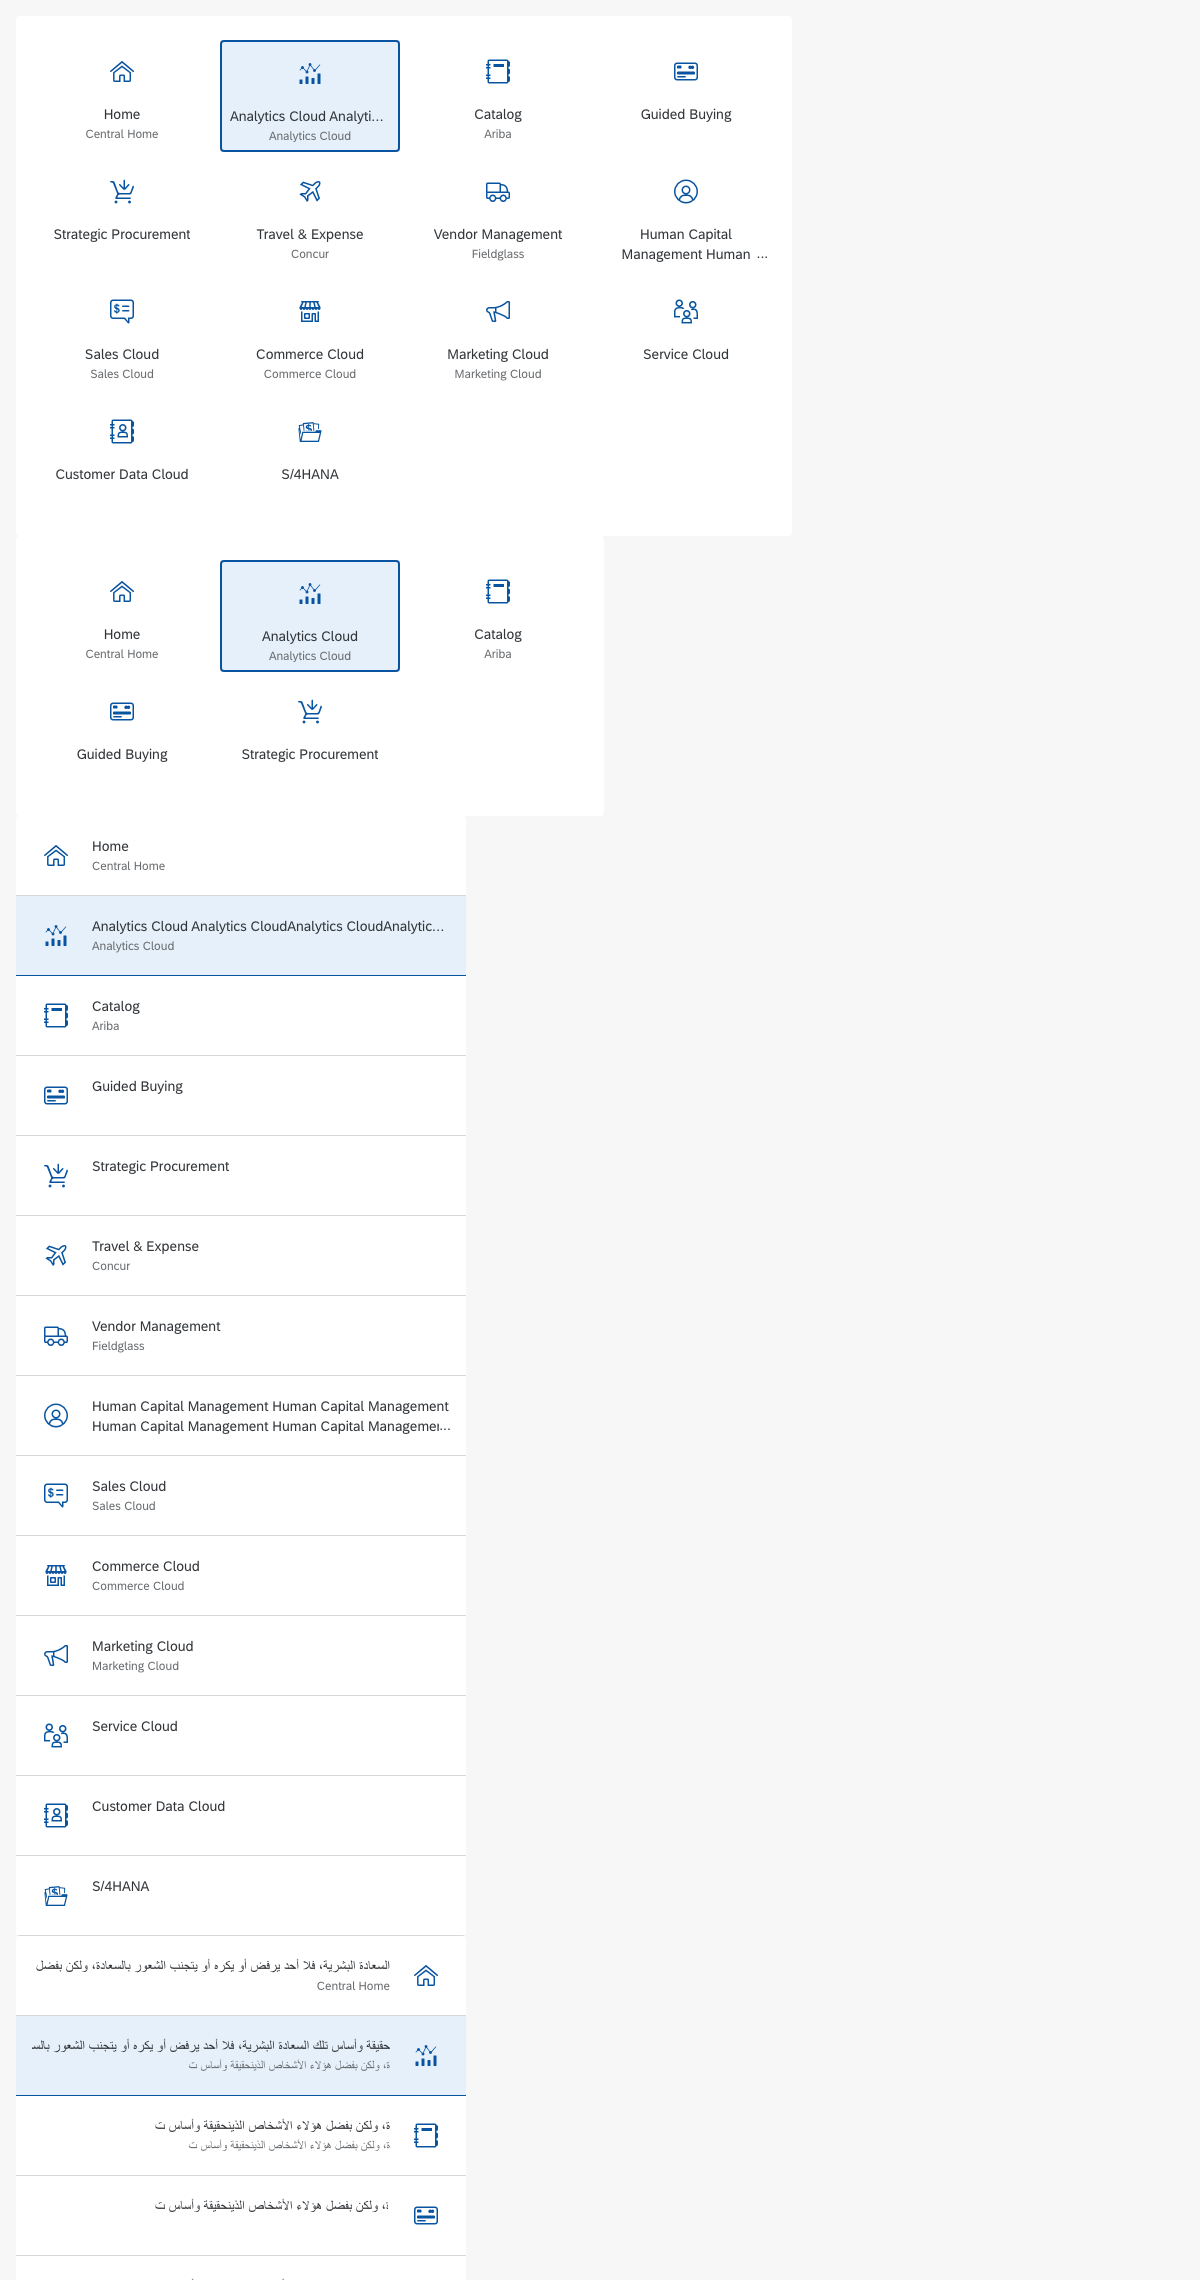 Home
Central Home
Analytics Cloud Analyti...
Analytics Cloud
Catalog
Ariba
Guided Buying
Strategic Procurement
Travel & Expense
Concur
Vendor Management
Fieldglass
Human Capital
Management Human ...
Sales Cloud
Sales Cloud
Commerce Cloud
Commerce Cloud
Marketing Cloud
Marketing Cloud
Service Cloud
Customer Data Cloud
S/4HANA
Home
Central Home
Analytics Cloud
Analytics Cloud
Catalog
Ariba
Guided Buying
Strategic Procurement
Home
Central Home
Analytics Cloud Analytics CloudAnalytics CloudAnalytic...
Analytics Cloud
Catalog
Ariba
Guided Buying
Strategic Procurement
Travel & Expense
Concur
Vendor Management
Fieldglass
Human Capital Management Human Capital Management
Human Capital Management Human Capital Managemer...
Sales Cloud
Sales Cloud
Commerce Cloud
Commerce Cloud
Marketing Cloud
Marketing Cloud
Service Cloud
Customer Data Cloud
S/4HANA
السعادة البشرية، فلا أحد يرفض أو يكره أو يتجنب الشعور بالسعادة، ولكن بفضل
Central Home
حقيقة وأساس تلك السعادة البشرية، فلا أحد يرفض أو يكره أو يتجنب الشعور بالس
ة، ولكن بفضل هؤلاء الأشخاص الذينحقيقة وأساس ت
ة، ولكن بفضل هؤلاء الأشخاص الذينحقيقة وأساس ت
ة، ولكن بفضل هؤلاء الأشخاص الذينحقيقة وأساس ت
ة، ولكن بفضل هؤلاء الأشخاص الذينحقيقة وأساس ت